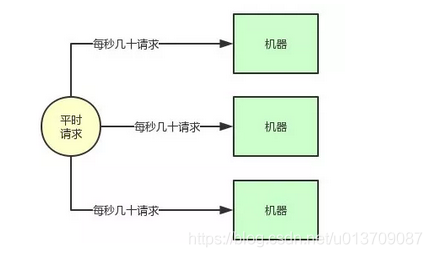 每秒几十请求
机器
平时
请求
每秒几十请求
机器
每秒几十请求
机器
https://blog.csdn.net/u013709087